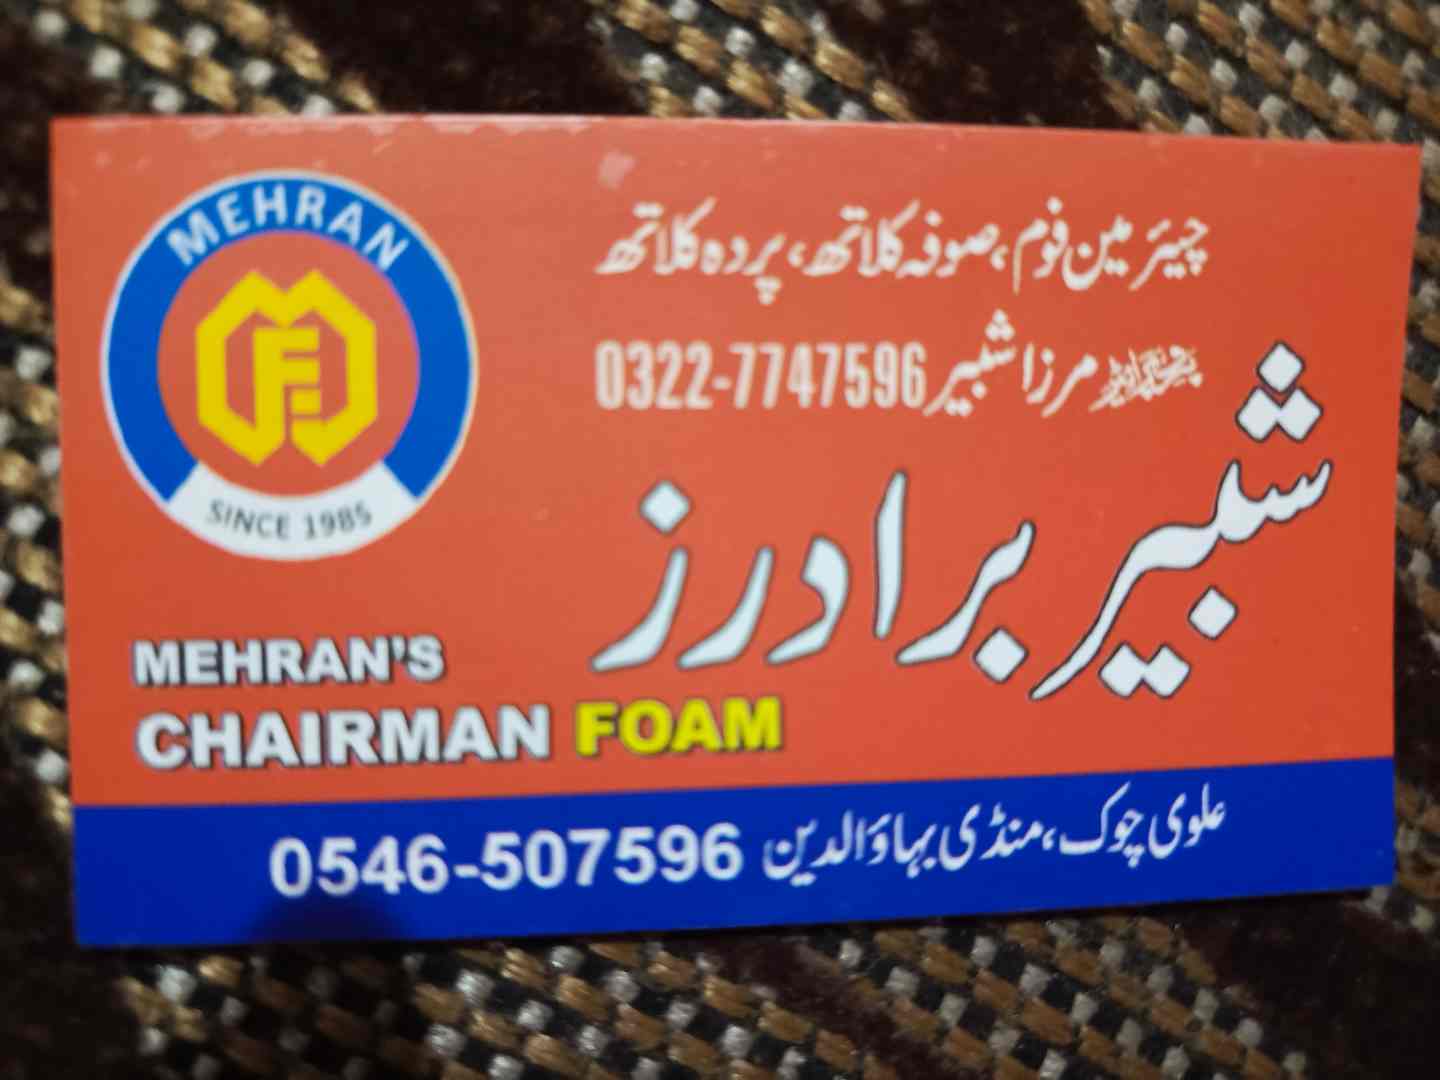 MEHRAN
SINCE 1985
چیئرمین فوم، صوفہ کلاتھ، پردہ کلاتھ
مرزا شبیر 0322-7747596
شبیر برادرز
MEHRAN'S
CHAIRMAN FOAM
علوی چوک، منڈی بہاؤالدین 0546-507596